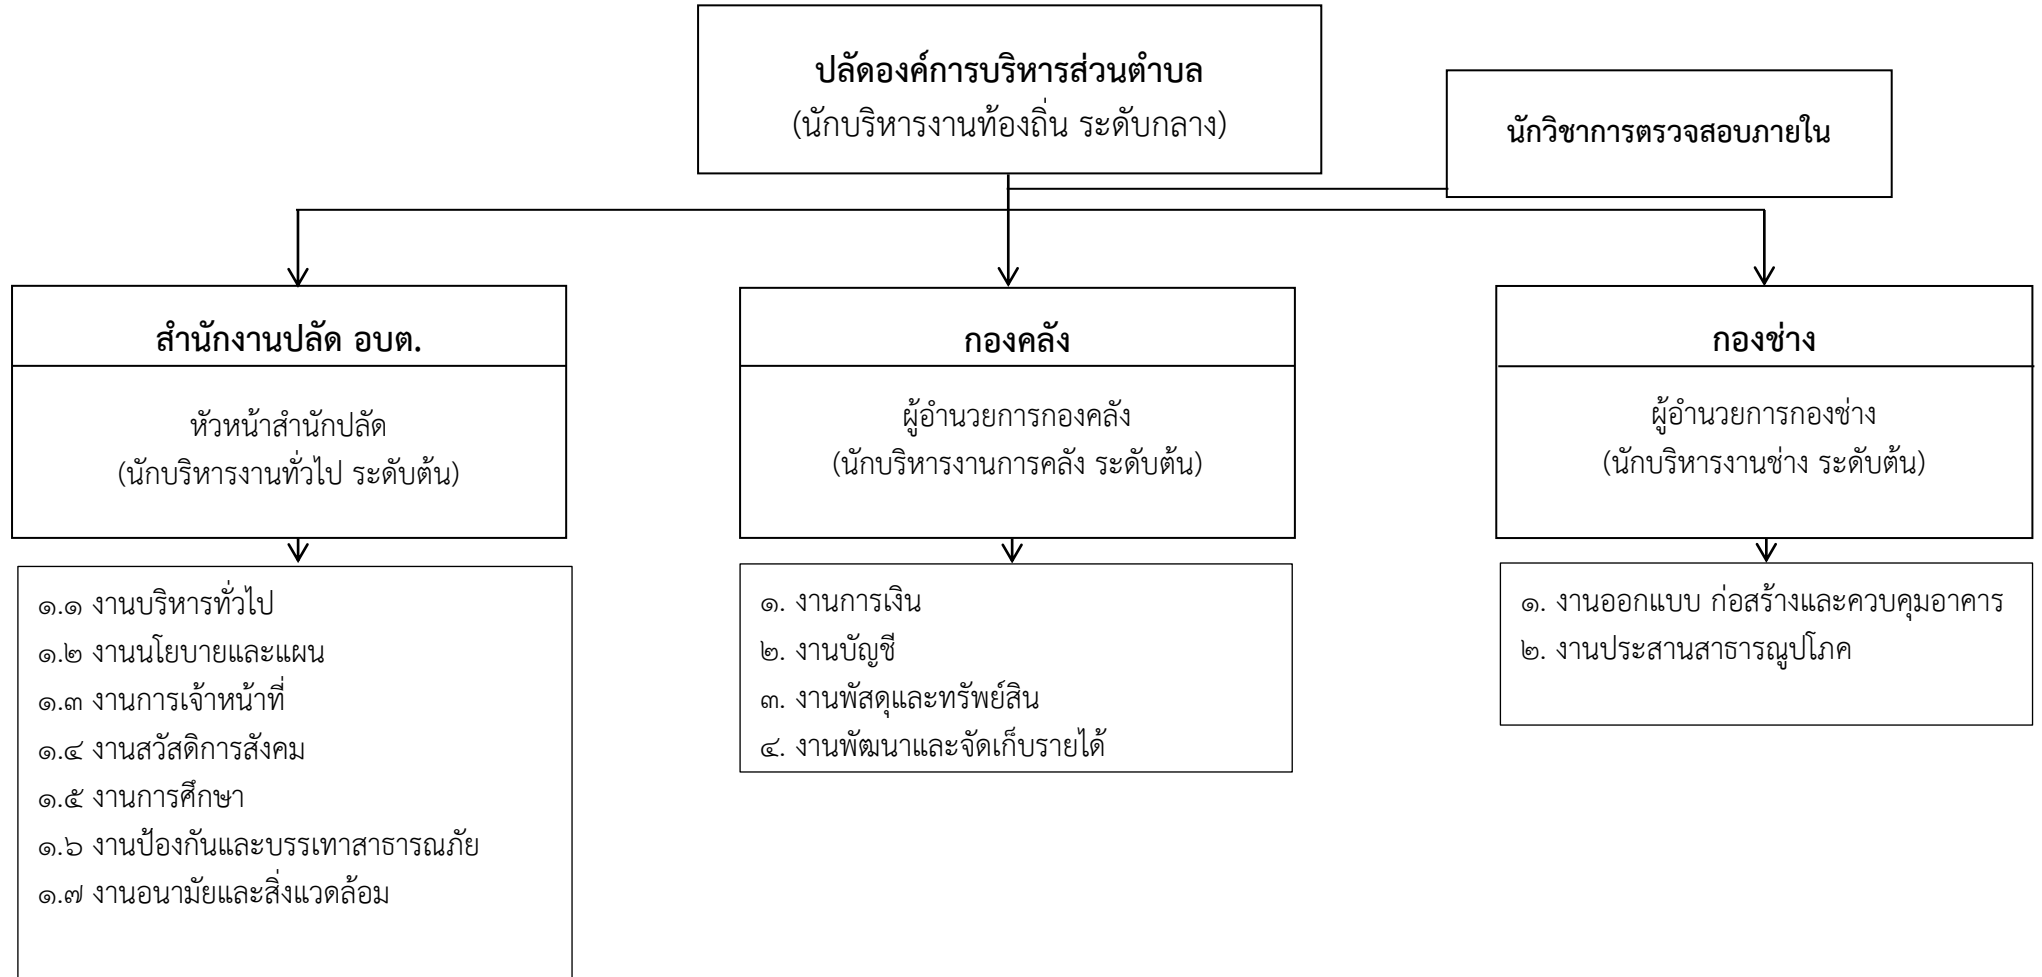 ปลัดองค์การบริหารส่วนตำบล
(นักบริหารงานท้องถิ่น ระดับกลาง)
นักวิชาการตรวจสอบภายใน
สำนักงานปลัด อบต.
หัวหน้าสำนักปลัด
(นักบริหารงานทั่วไป ระดับต้น)
๑.๑ งานบริหารทั่วไป
๑.๒ งานนโยบายและแผน
๑.๓ งานการเจ้าหน้าที่
๑.๔ งานสวัสดิการสังคม
๑.๕ งานการศึกษา
๑.๖ งานป้องกันและบรรเทาสาธารณภัย
๑.๗ งานอนามัยและสิ่งแวดล้อม
กองคลัง
ผู้อำนวยการกองคลัง
(นักบริหารงานการคลัง ระดับต้น)
๑. งานการเงิน
๒. งานบัญชี
๓. งานพัสดุและทรัพย์สิน
๔. งานพัฒนาและจัดเก็บรายได้
กองช่าง
ผู้อำนวยการกองช่าง
(นักบริหารงานช่าง ระดับต้น)
๑. งานออกแบบ ก่อสร้างและควบคุมอาคาร
๒. งานประสานสาธารณูปโภค